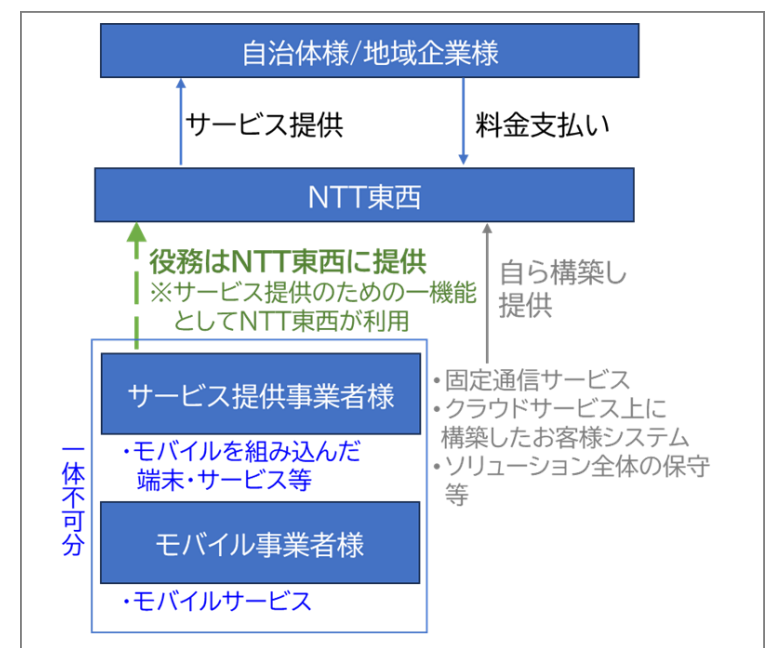 自治体様/地域企業様
サービス提供
料金支払い
NTT東西
役務はNTT東西に提供
※サービス提供のための一機能
としてNTT東西が利用
自ら構築し
提供
サービス提供事業者様
・モバイルを組み込んだ
端末・サービス等
一体不可分
モバイル事業者様
・モバイルサービス
・固定通信サービス
・クラウドサービス上に
構築したお客様システム
・ソリューション全体の保守
等